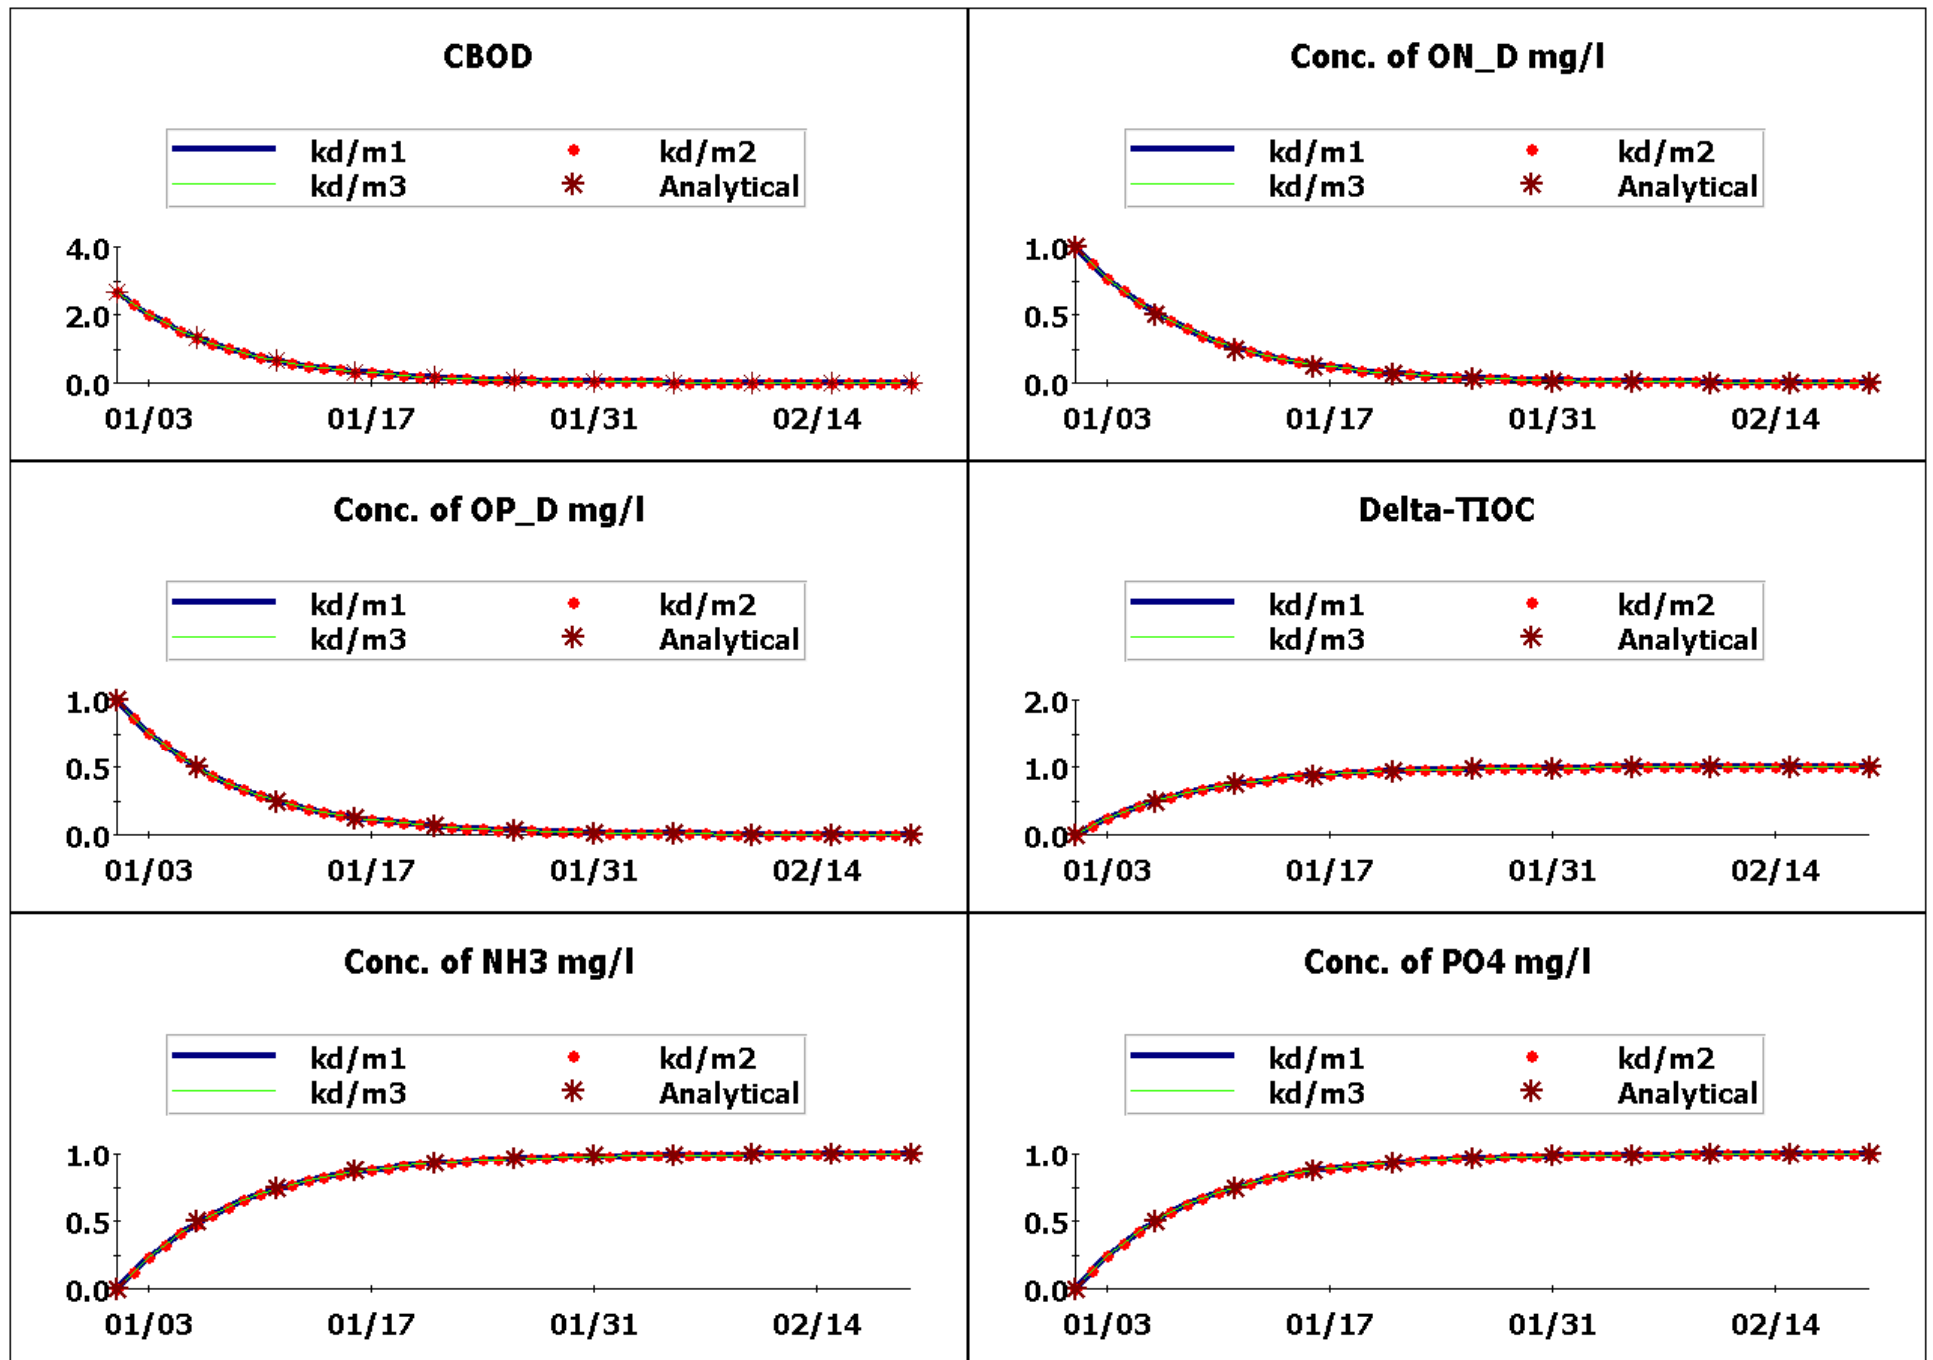 CBOD
kd/m1 kd/m2
kd/m3 Analytical
4.0
2.0
0.0
01/03 01/17 01/31 02/14
Conc. of ON_D mg/l
kd/m1 kd/m2
kd/m3 Analytical
1.0
0.5
0.0
01/03 01/17 01/31 02/14
Conc. of OP_D mg/l
kd/m1 kd/m2
kd/m3 Analytical
1.0
0.5
0.0
01/03 01/17 01/31 02/14
Delta-TIOC
kd/m1 kd/m2
kd/m3 Analytical
2.0
1.0
0.0
01/03 01/17 01/31 02/14
Conc. of NH3 mg/l
kd/m1 kd/m2
kd/m3 Analytical
1.0
0.5
0.0
01/03 01/17 01/31 02/14
Conc. of PO4 mg/l
kd/m1 kd/m2
kd/m3 Analytical
1.0
0.5
0.0
01/03 01/17 01/31 02/14